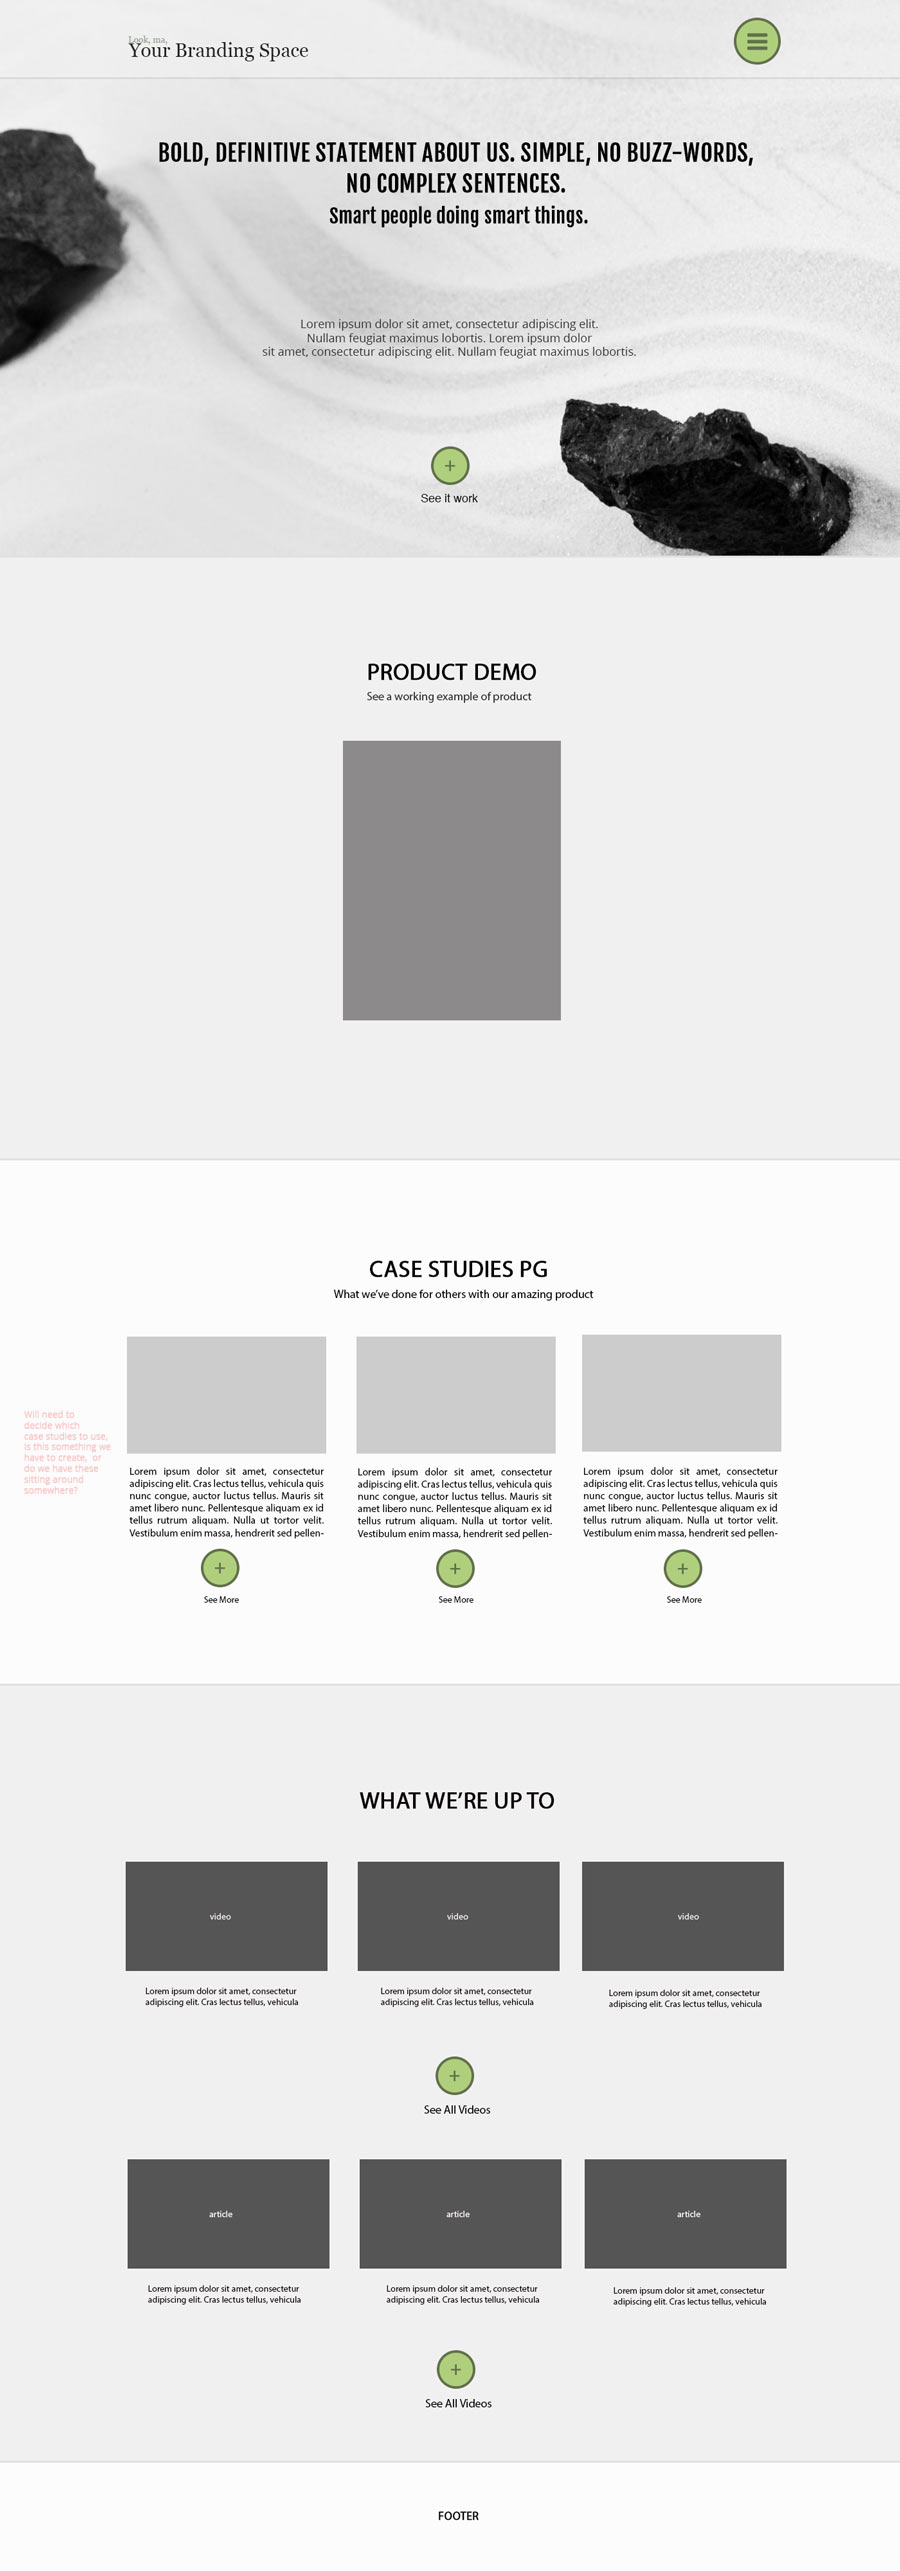 Look, ma,
Your Branding Space
BOLD, DEFINITIVE STATEMENT ABOUT US. SIMPLE, NO BUZZ-WORDS,
NO COMPLEX SENTENCES.
Smart people doing smart things.
Lorem ipsum dolor sit amet, consectetur adipiscing elit.
Nullam feugiat maximus lobortis. Lorem ipsum dolor
sit amet, consectetur adipiscing elit. Nullam feugiat maximus lobortis.
+
See it work
PRODUCT DEMO
See a working example of product
CASE STUDIES PG
What we’ve done for others with our amazing product
Will need to
decide which
case studies to use,
is this something we
have to create,  or
do we have these
sitting around
somewhere?
Lorem ipsum dolor sit amet, consectetur
adipiscing elit. Cras lectus tellus, vehicula quis
nunc congue, auctor luctus tellus. Mauris sit
amet libero nunc. Pellentesque aliquam ex id
tellus rutrum aliquam. Nulla ut tortor velit.
Vestibulum enim massa, hendrerit sed pellen-
+
See More
Lorem ipsum dolor sit amet, consectetur
adipiscing elit. Cras lectus tellus, vehicula quis
nunc congue, auctor luctus tellus. Mauris sit
amet libero nunc. Pellentesque aliquam ex id
tellus rutrum aliquam. Nulla ut tortor velit.
Vestibulum enim massa, hendrerit sed pellen-
+
See More
Lorem ipsum dolor sit amet, consectetur
adipiscing elit. Cras lectus tellus, vehicula quis
nunc congue, auctor luctus tellus. Mauris sit
amet libero nunc. Pellentesque aliquam ex id
tellus rutrum aliquam. Nulla ut tortor velit.
Vestibulum enim massa, hendrerit sed pellen-
+
See More
WHAT WE’RE UP TO
video
Lorem ipsum dolor sit amet, consectetur
adipiscing elit. Cras lectus tellus, vehicula
video
Lorem ipsum dolor sit amet, consectetur
adipiscing elit. Cras lectus tellus, vehicula
video
Lorem ipsum dolor sit amet, consectetur
adipiscing elit. Cras lectus tellus, vehicula
+
See All Videos
article
Lorem ipsum dolor sit amet, consectetur
adipiscing elit. Cras lectus tellus, vehicula
article
Lorem ipsum dolor sit amet, consectetur
adipiscing elit. Cras lectus tellus, vehicula
article
Lorem ipsum dolor sit amet, consectetur
adipiscing elit. Cras lectus tellus, vehicula
+
See All Videos
FOOTER